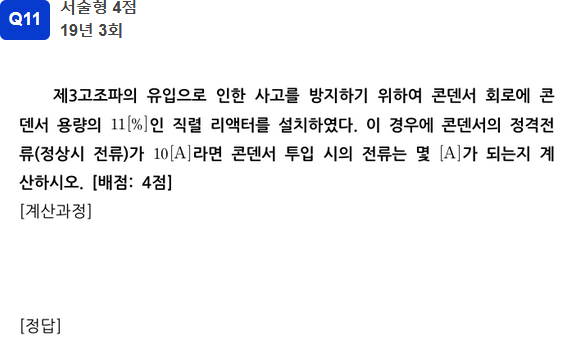 Q11
서술형 4점
19년 3회
제3고조파의 유입으로 인한 사고를 방지하기 위하여 콘덴서 회로에 콘
덴서 용량의 11[%]인 직렬 리액터를 설치하였다. 이 경우에 콘덴서의 정격전
류(정상시 전류)가 10[A]라면 콘덴서 투입 시의 전류는 몇 [A]가 되는지 계
산하시오. [배점: 4점]
[계산과정]
[정답]